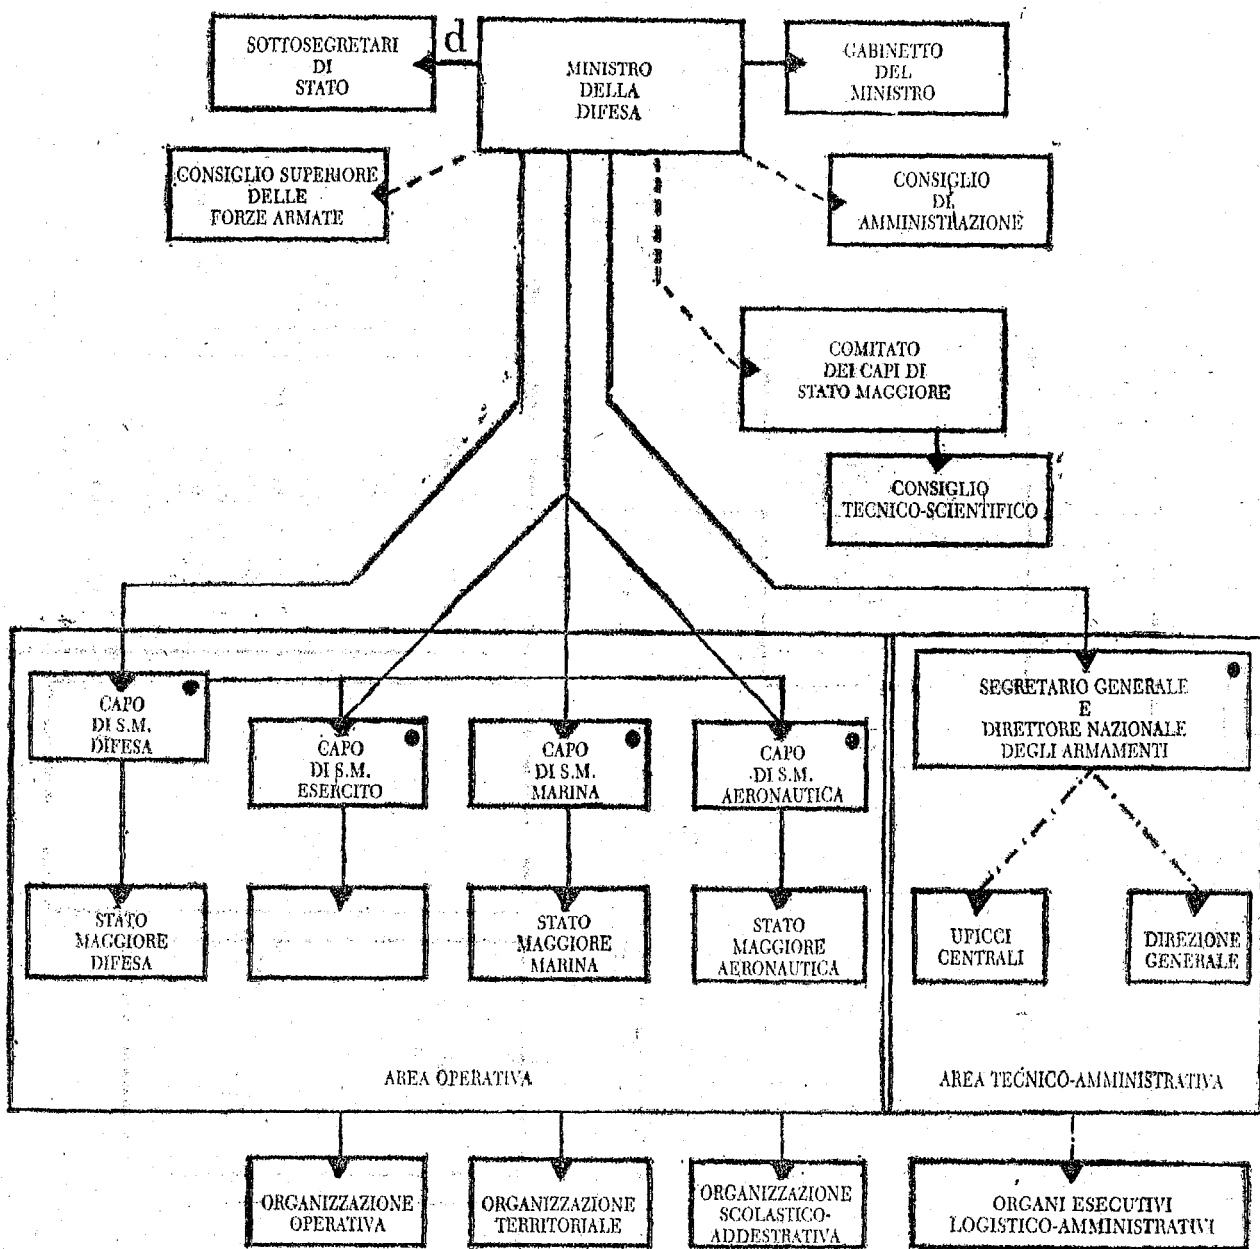 SOTTOSEGRETARI
DI
STATO
d
MINISTRO
DELLA
DIFESA
GABINETTO
DEL
MINISTRO
CONSIGLIO SUPERIORE
DELLE
FORZE ARMATE
CONSIGLIO
DI
AMMINISTRAZIONE
COMITATO
DEI CAPI DI
STATO MAGGIORE
CONSIGLIO
TECNICO-SCIENTIFICO
CAPO
DI S.M.
DIFESA
CAPO
DI S.M.
ESERCITO
CAPO
DI S.M.
MARINA
CAPO
DI S.M.
AERONAUTICA
SEGRETARIO GENERALE
E
DIRETTORE NAZIONALE
DEGLI ARMAMENTI
STATO
MAGGIORE
DIFESA
STATO
MAGGIORE
MARINA
STATO
MAGGIORE
AERONAUTICA
UFICCI
CENTRALI
DIREZIONE
GENERALE
AREA OPERATIVA
AREA TECNICO-AMMINISTRATIVA
ORGANIZZAZIONE
OPERATIVA
ORGANIZZAZIONE
TERRITORIALE
ORGANIZZAZIONE
SCOLASTICO-
ADDESTRATIVA
ORGANI ESECUTIVI
LOGISTICO-AMMINISTRATIVI